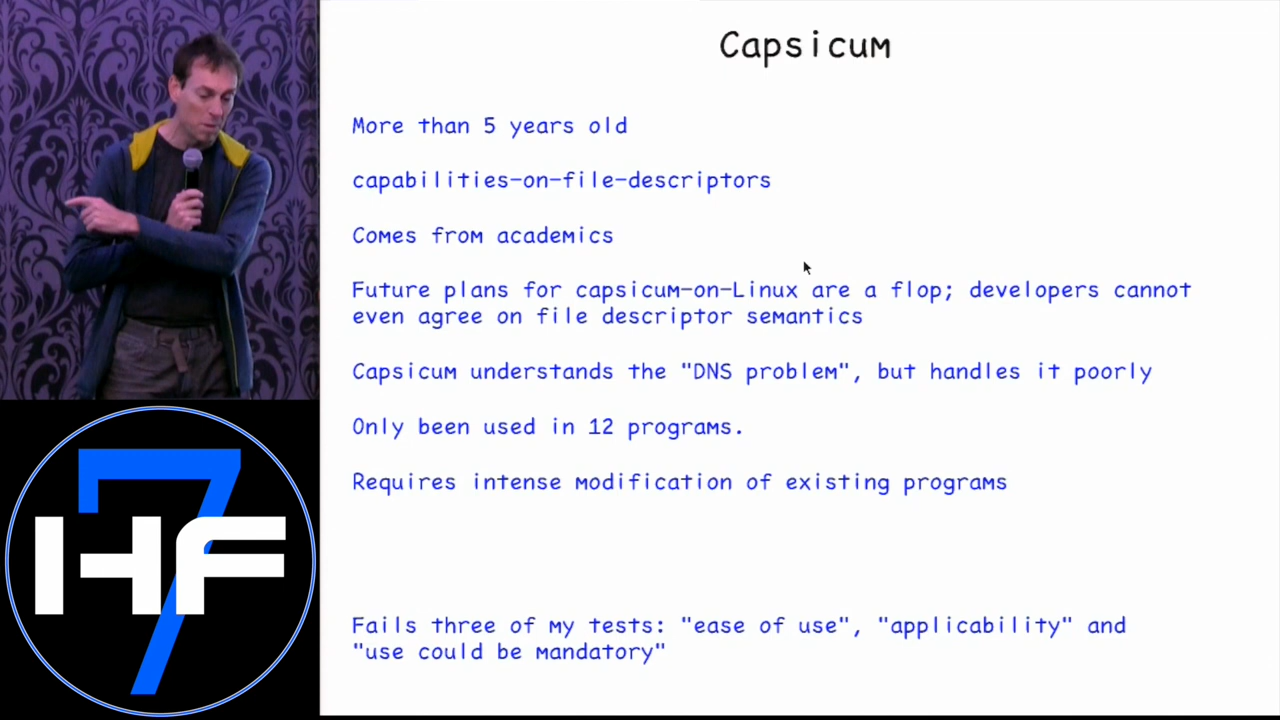 Capsicum
More than 5 years old
capabilities-on-file-descriptors
Comes from academics
Future plans for capsicum-on-Linux are a flop; developers cannot
even agree on file descriptor semantics
Capsicum understands the "DNS problem", but handles it poorly
Only been used in 12 programs.
Requires intense modification of existing programs
Fails three of my tests: "ease of use", "applicability" and
"use could be mandatory"
7
HF